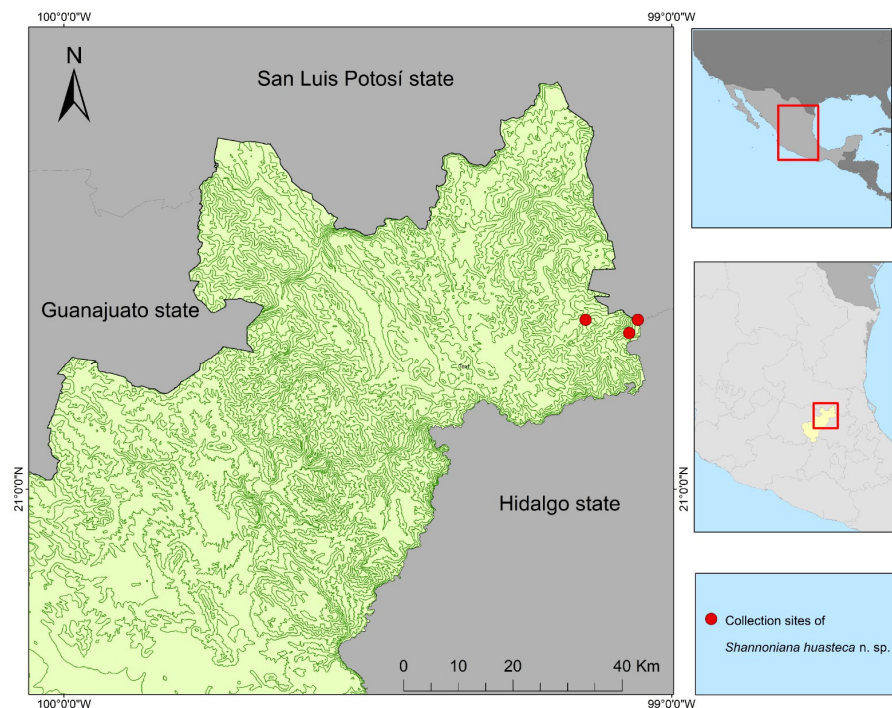 100°0'0"W
99°0'0"W
N
San Luis Potosí state
Guanajuato state
21°0'0"N
21°0'0"N
Hidalgo state
0 10 20 40 Km
100°0'0"W
99°0'0"W
Collection sites of
Shannoniana huasteca n. sp.